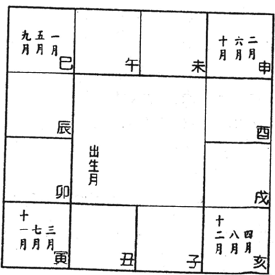 一月
五月
九月
巳
午
未
二月
六月
十月
申
辰
酉
出生月
卯
戌
三月
七月
十一月
寅
丑
子
四月
八月
十二月
亥